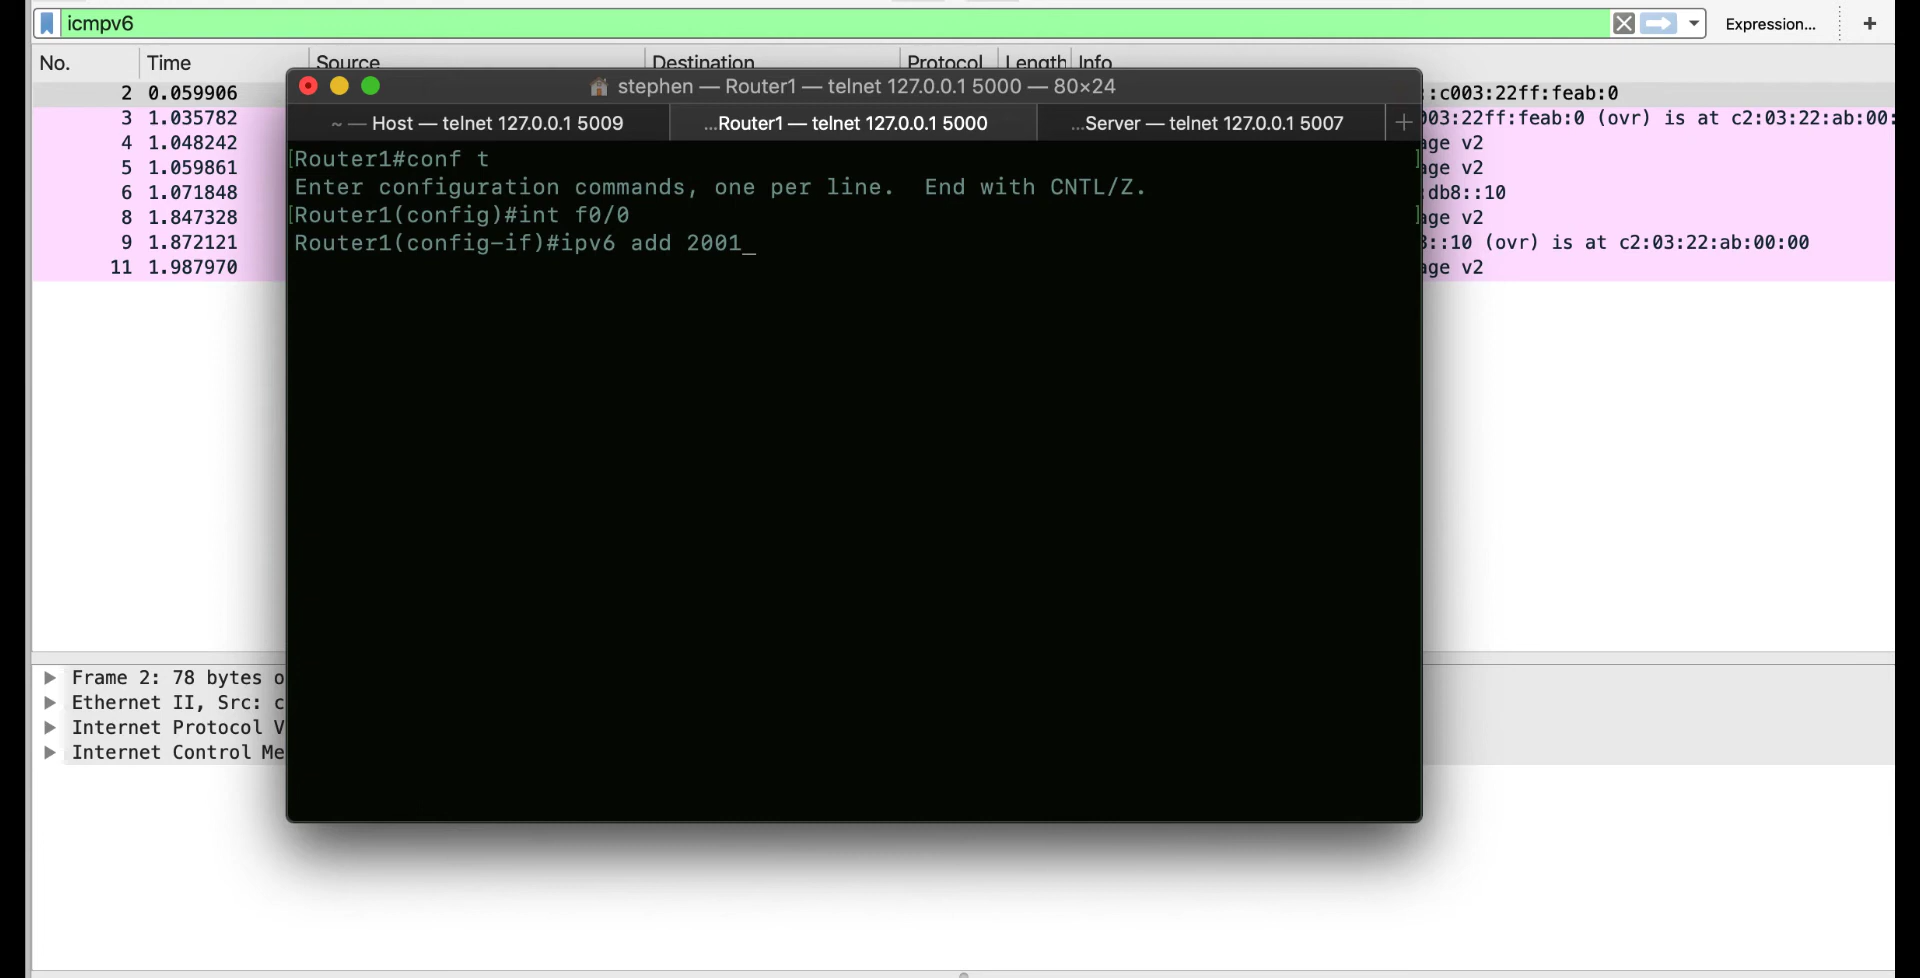 icmpv6
Expression...
+
No. Time Source Destination Protocol Length Info
2 0.059906
3 1.035782
4 1.048242
5 1.059861
6 1.071848
8 1.847328
9 1.872121
11 1.987970
stephen — Router1 — telnet 127.0.0.1 5000 — 80×24
~ — Host — telnet 127.0.0.1 5009
...Router1 — telnet 127.0.0.1 5000
...Server — telnet 127.0.0.1 5007
+
[Router1#conf t ]
Enter configuration commands, one per line. End with CNTL/Z.
[Router1(config)#int f0/0 ]
Router1(config-if)#ipv6 add 2001_
:c003:22ff:feab:0
03:22ff:feab:0 (ovr) is at c2:03:22:ab:00:
age v2
age v2
db8::10
age v2
::10 (ovr) is at c2:03:22:ab:00:00
age v2
Frame 2: 78 bytes o
Ethernet II, Src: c
Internet Protocol V
Internet Control Me